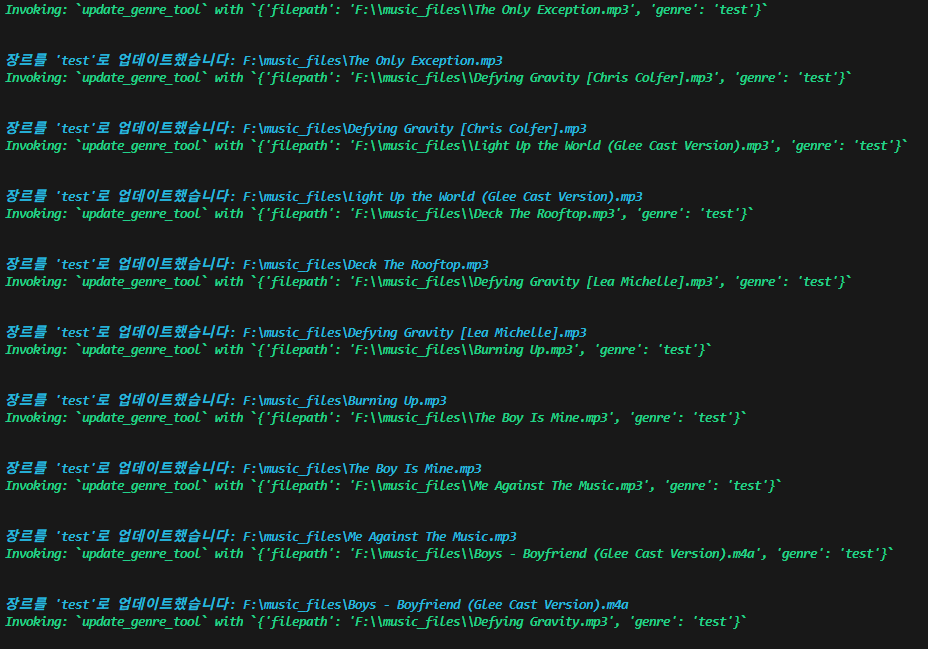 Invoking: `update_genre_tool` with `{'filepath': 'F:\\music_files\\The Only Exception.mp3', 'genre': 'test'}`
장르를 'test'로 업데이트했습니다: F:\music_files\The Only Exception.mp3
Invoking: `update_genre_tool` with `{'filepath': 'F:\\music_files\\Defying Gravity [Chris Colfer].mp3', 'genre': 'test'}`
장르를 'test'로 업데이트했습니다: F:\music_files\Defying Gravity [Chris Colfer].mp3
Invoking: `update_genre_tool` with `{'filepath': 'F:\\music_files\\Light Up the World (Glee Cast Version).mp3', 'genre': 'test'}`
장르를 'test'로 업데이트했습니다: F:\music_files\Light Up the World (Glee Cast Version).mp3
Invoking: `update_genre_tool` with `{'filepath': 'F:\\music_files\\Deck The Rooftop.mp3', 'genre': 'test'}`
장르를 'test'로 업데이트했습니다: F:\music_files\Deck The Rooftop.mp3
Invoking: `update_genre_tool` with `{'filepath': 'F:\\music_files\\Defying Gravity [Lea Michelle].mp3', 'genre': 'test'}`
장르를 'test'로 업데이트했습니다: F:\music_files\Defying Gravity [Lea Michelle].mp3
Invoking: `update_genre_tool` with `{'filepath': 'F:\\music_files\\Burning Up.mp3', 'genre': 'test'}`
장르를 'test'로 업데이트했습니다: F:\music_files\Burning Up.mp3
Invoking: `update_genre_tool` with `{'filepath': 'F:\\music_files\\The Boy Is Mine.mp3', 'genre': 'test'}`
장르를 'test'로 업데이트했습니다: F:\music_files\The Boy Is Mine.mp3
Invoking: `update_genre_tool` with `{'filepath': 'F:\\music_files\\Me Against The Music.mp3', 'genre': 'test'}`
장르를 'test'로 업데이트했습니다: F:\music_files\Me Against The Music.mp3
Invoking: `update_genre_tool` with `{'filepath': 'F:\\music_files\\Boys - Boyfriend (Glee Cast Version).m4a', 'genre': 'test'}`
장르를 'test'로 업데이트했습니다: F:\music_files\Boys - Boyfriend (Glee Cast Version).m4a
Invoking: `update_genre_tool` with `{'filepath': 'F:\\music_files\\Defying Gravity.mp3', 'genre': 'test'}`